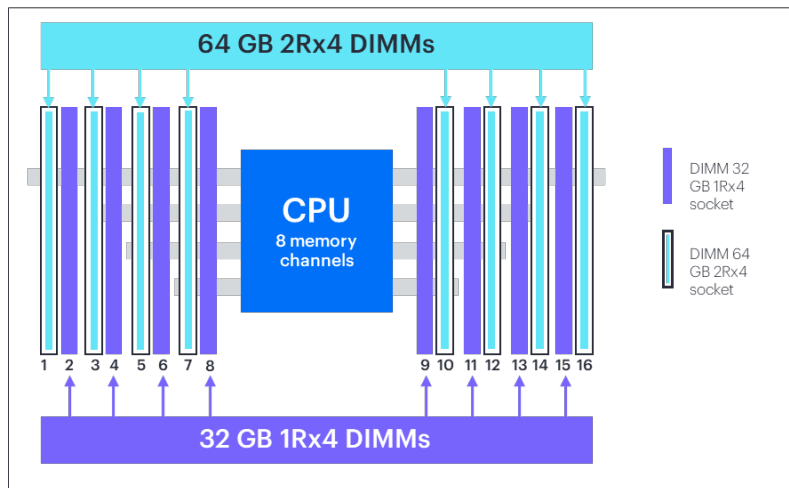 64 GB 2Rx4 DIMMs
CPU
8 memory
channels
DIMM 32
GB 1Rx4
socket
DIMM 64
GB 2Rx4
socket
1 2 3 4 5 6 7 8 9 10 11 12 13 14 15 16
32 GB 1Rx4 DIMMs